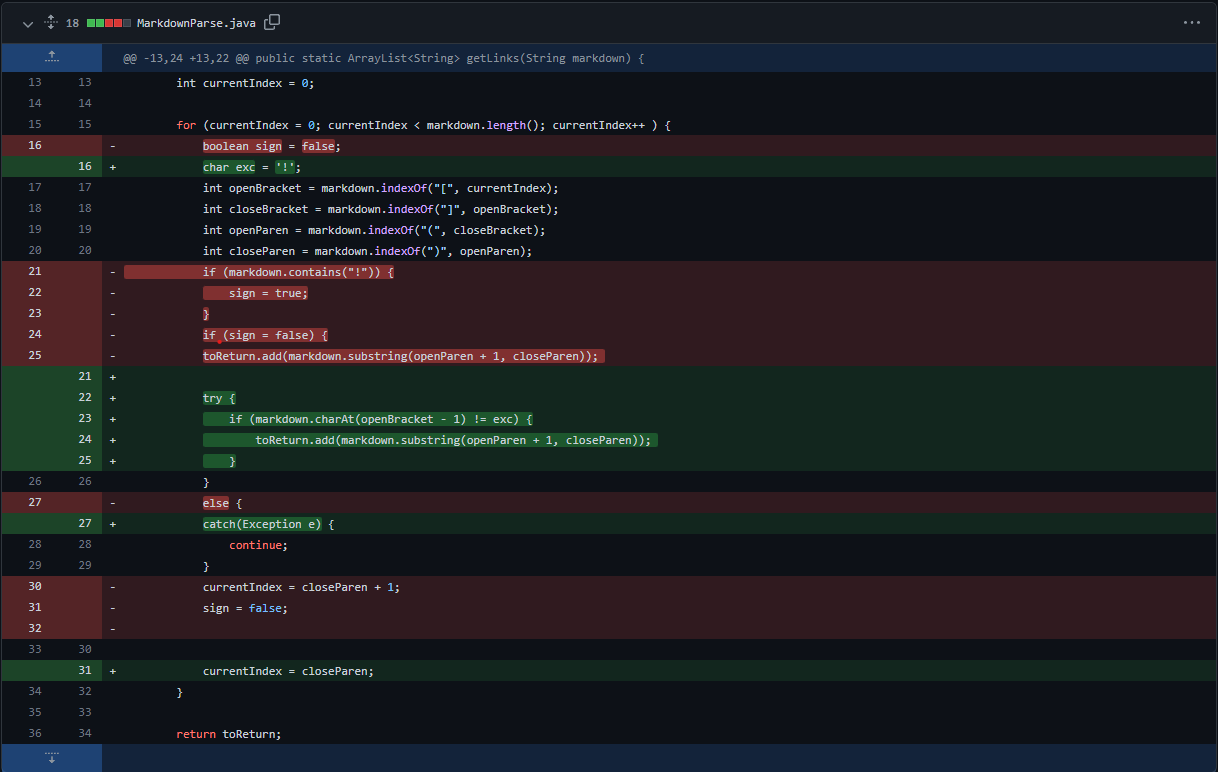 18 MarkdownParse.java
@@ -13,24 +13,22 @@ public static ArrayList<String> getLinks(String markdown) {
13 13 int currentIndex = 0;
14 14
15 15 for (currentIndex = 0; currentIndex < markdown.length(); currentIndex++ ) {
16 - boolean sign = false;
16 + char exc = '!';
17 17 int openBracket = markdown.indexOf("[", currentIndex);
18 18 int closeBracket = markdown.indexOf("]", openBracket);
19 19 int openParen = markdown.indexOf("(", closeBracket);
20 20 int closeParen = markdown.indexOf(")", openParen);
21 - if (markdown.contains("!")) {
22 - sign = true;
23 - }
24 - if (sign = false) {
25 - toReturn.add(markdown.substring(openParen + 1, closeParen));
21 +
22 + try {
23 + if (markdown.charAt(openBracket - 1) != exc) {
24 + toReturn.add(markdown.substring(openParen + 1, closeParen));
25 + }
26 26 }
27 - else {
27 + catch(Exception e) {
28 28 continue;
29 29 }
30 - currentIndex = closeParen + 1;
31 - sign = false;
32 -
33 30
31 + currentIndex = closeParen;
34 32 }
35 33
36 34 return toReturn;